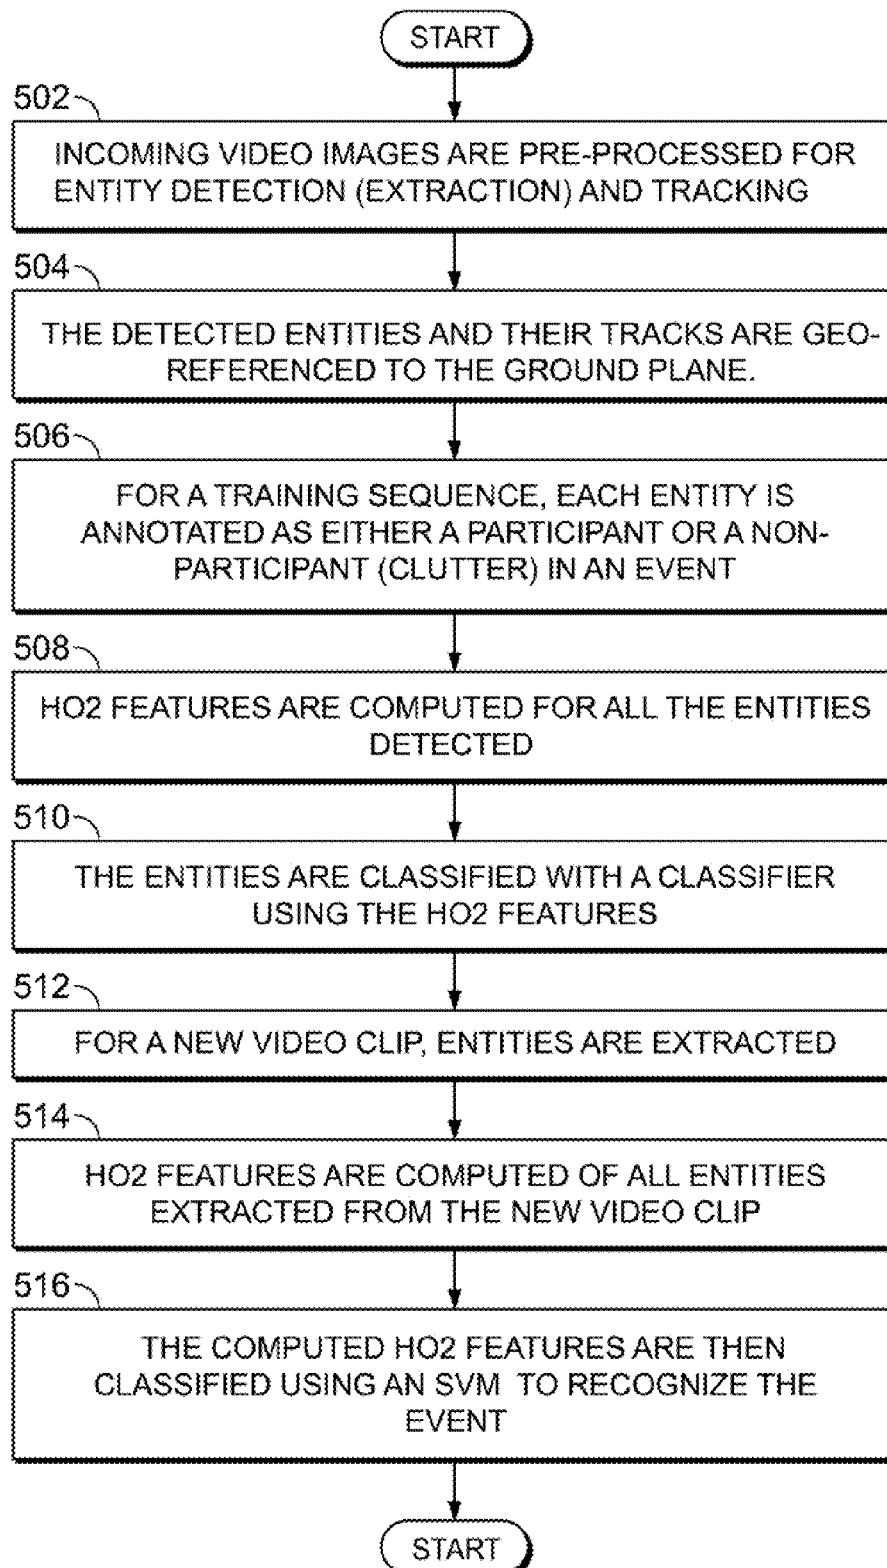 START
502
INCOMING VIDEO IMAGES ARE PRE-PROCESSED FOR
ENTITY DETECTION (EXTRACTION) AND TRACKING
504
THE DETECTED ENTITIES AND THEIR TRACKS ARE GEO-
REFERENCED TO THE GROUND PLANE.
506
FOR A TRAINING SEQUENCE, EACH ENTITY IS
ANNOTATED AS EITHER A PARTICIPANT OR A NON-
PARTICIPANT (CLUTTER) IN AN EVENT
508
HO2 FEATURES ARE COMPUTED FOR ALL THE ENTITIES
DETECTED
510
THE ENTITIES ARE CLASSIFIED WITH A CLASSIFIER
USING THE HO2 FEATURES
512
FOR A NEW VIDEO CLIP, ENTITIES ARE EXTRACTED
514
HO2 FEATURES ARE COMPUTED OF ALL ENTITIES
EXTRACTED FROM THE NEW VIDEO CLIP
516
THE COMPUTED HO2 FEATURES ARE THEN
CLASSIFIED USING AN SVM TO RECOGNIZE THE
EVENT
START